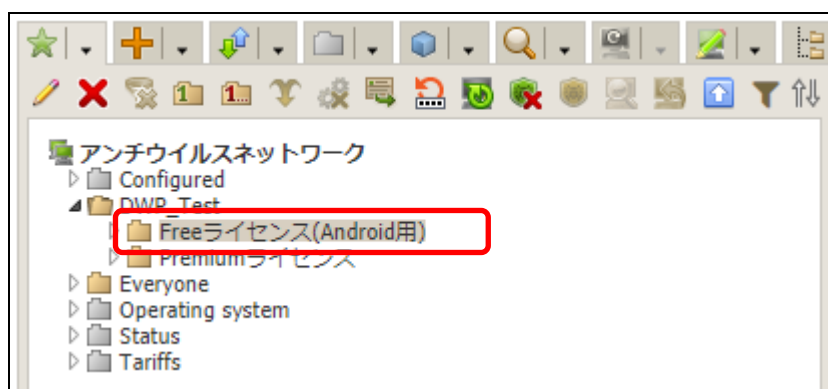 アンチウイルスネットワーク
Configured
DWP_Test
Freeライセンス(Android用)
Premiumライセンス
Everyone
Operating system
Status
Tariffs